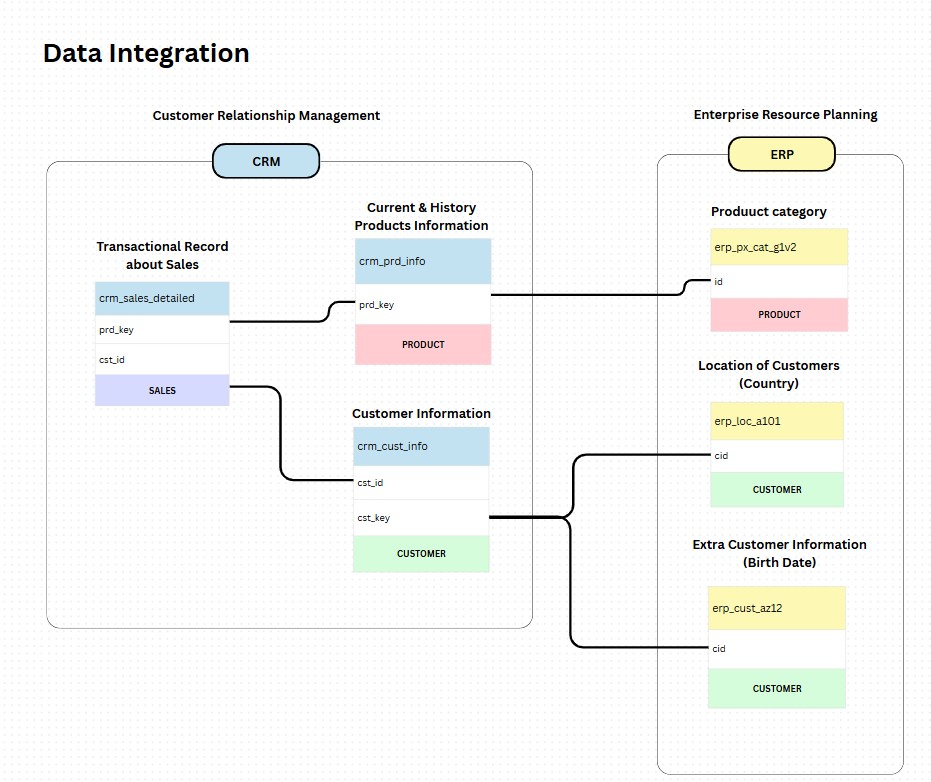 Data Integration
Customer Relationship Management
CRM
Transactional Record
about Sales
crm_sales_detailed
prd_key
cst_id
SALES
Current & History
Products Information
crm_prd_info
prd_key
PRODUCT
Customer Information
crm_cust_info
cst_id
cst_key
CUSTOMER
Enterprise Resource Planning
ERP
Produuct category
erp_px_cat_g1v2
id
PRODUCT
Location of Customers
(Country)
erp_loc_a101
cid
CUSTOMER
Extra Customer Information
(Birth Date)
erp_cust_az12
cid
CUSTOMER